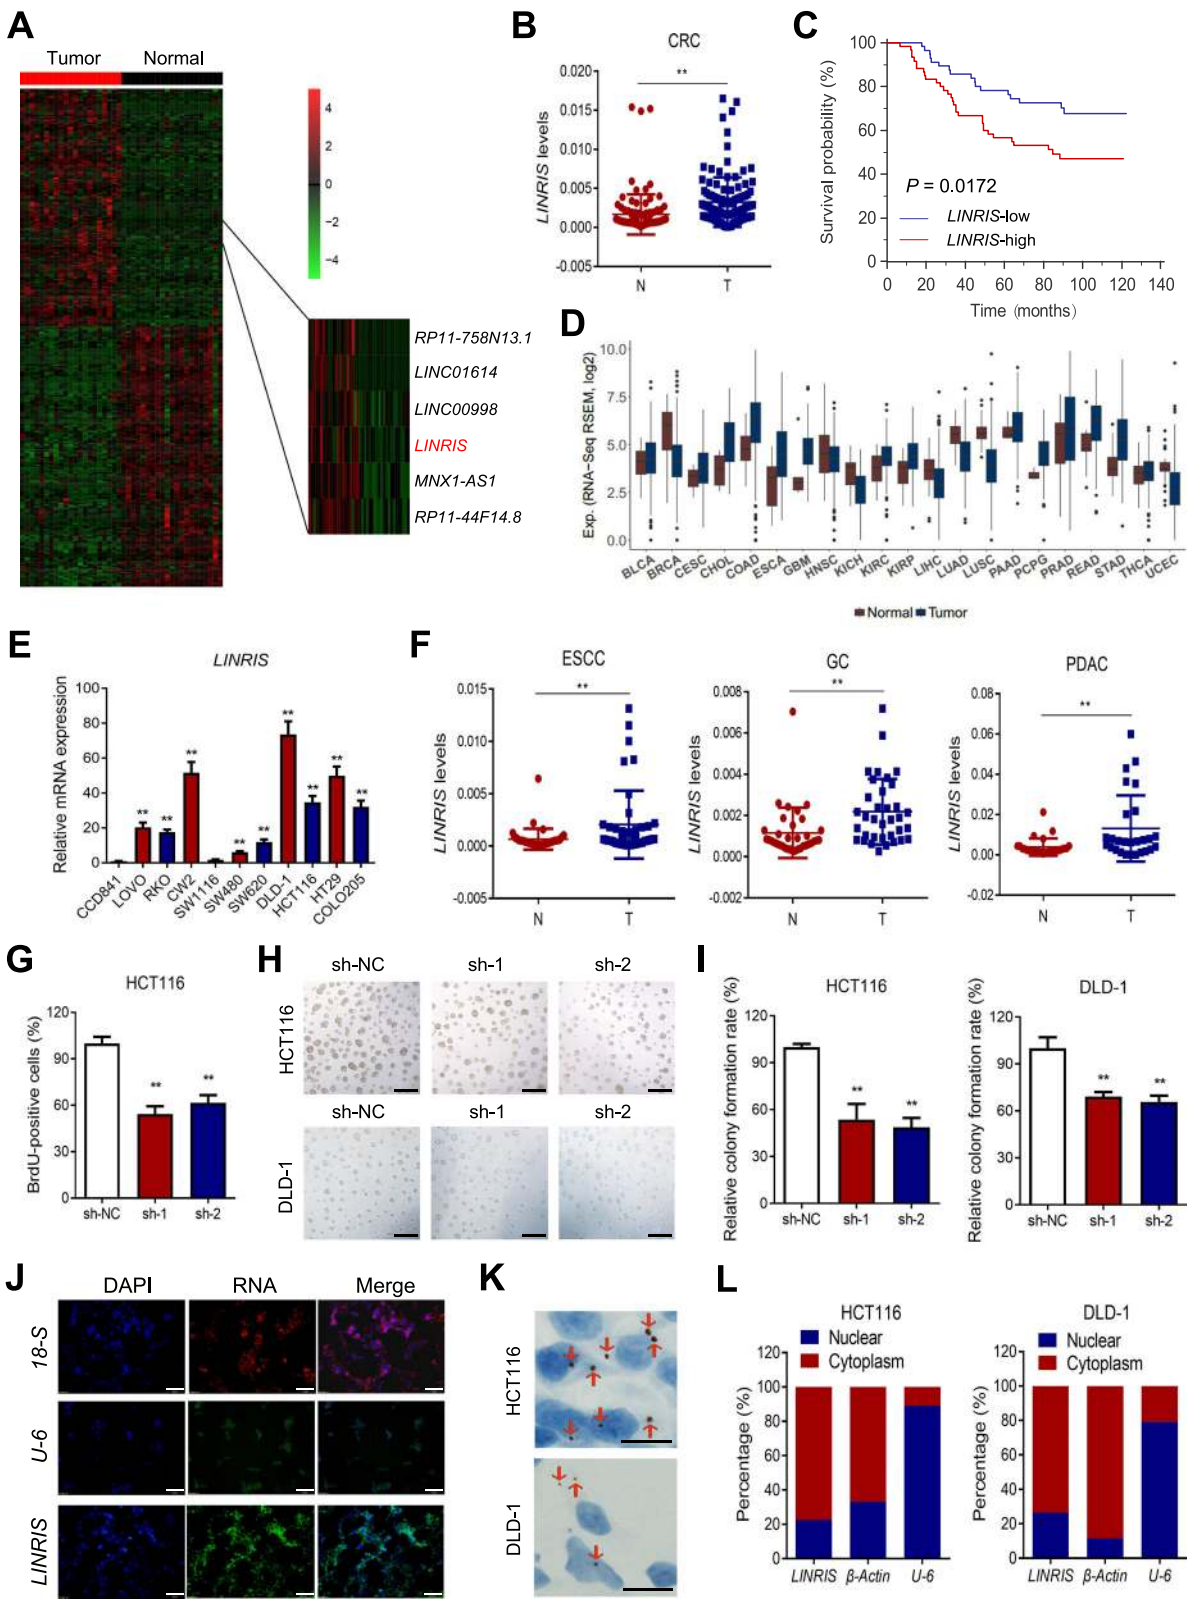 A
Tumor Normal
4
2
0
−2
−4
RP11-758N13.1
LINC01614
LINC00998
LINRIS
MNX1-AS1
RP11-44F14.8
B
CRC
**
LINRIS levels
0.020
0.015
0.010
0.005
0.000
-0.005
N T
C
Survival probability (%)
100
80
60
40
20
0
P = 0.0172
LINRIS-low
LINRIS-high
0 20 40 60 80 100 120 140
Time (months)
D
Exp. (RNA−Seq RSEM, log2)
10.0
7.5
5.0
2.5
0.0
BLCA BRCA CESC CHOL COAD ESCA GBM HNSC KICH KIRC KIRP LIHC LUAD LUSC PAAD PCPG PRAD READ STAD THCA UCEC
Normal Tumor
E
LINRIS
Relative mRNA expression
100
80
60
40
20
0
** ** ** ** ** ** ** ** **
CCD841 LOVO RKO CW2 SW1116 SW480 SW620 DLD-1 HCT116 HT29 COLO205
F
ESCC
**
LINRIS levels
0.015
0.010
0.005
0.000
-0.005
N T
GC
**
LINRIS levels
0.008
0.006
0.004
0.002
0.000
-0.002
N T
PDAC
**
LINRIS levels
0.08
0.06
0.04
0.02
0.00
-0.02
N T
G
HCT116
BrdU-positive cells (%)
120
90
60
30
0
** **
sh-NC sh-1 sh-2
H
sh-NC sh-1 sh-2
HCT116
sh-NC sh-1 sh-2
DLD-1
I
HCT116
Relative colony formation rate (%)
120
90
60
30
0
** **
sh-NC sh-1 sh-2
DLD-1
Relative colony formation rate (%)
120
90
60
30
0
** **
sh-NC sh-1 sh-2
J
DAPI RNA Merge
18-S
U-6
LINRIS
K
HCT116
DLD-1
L
HCT116
Nuclear
Cytoplasm
Percentage (%)
120
100
80
60
40
20
0
LINRIS β-Actin U-6
DLD-1
Nuclear
Cytoplasm
Percentage (%)
120
100
80
60
40
20
0
LINRIS β-Actin U-6